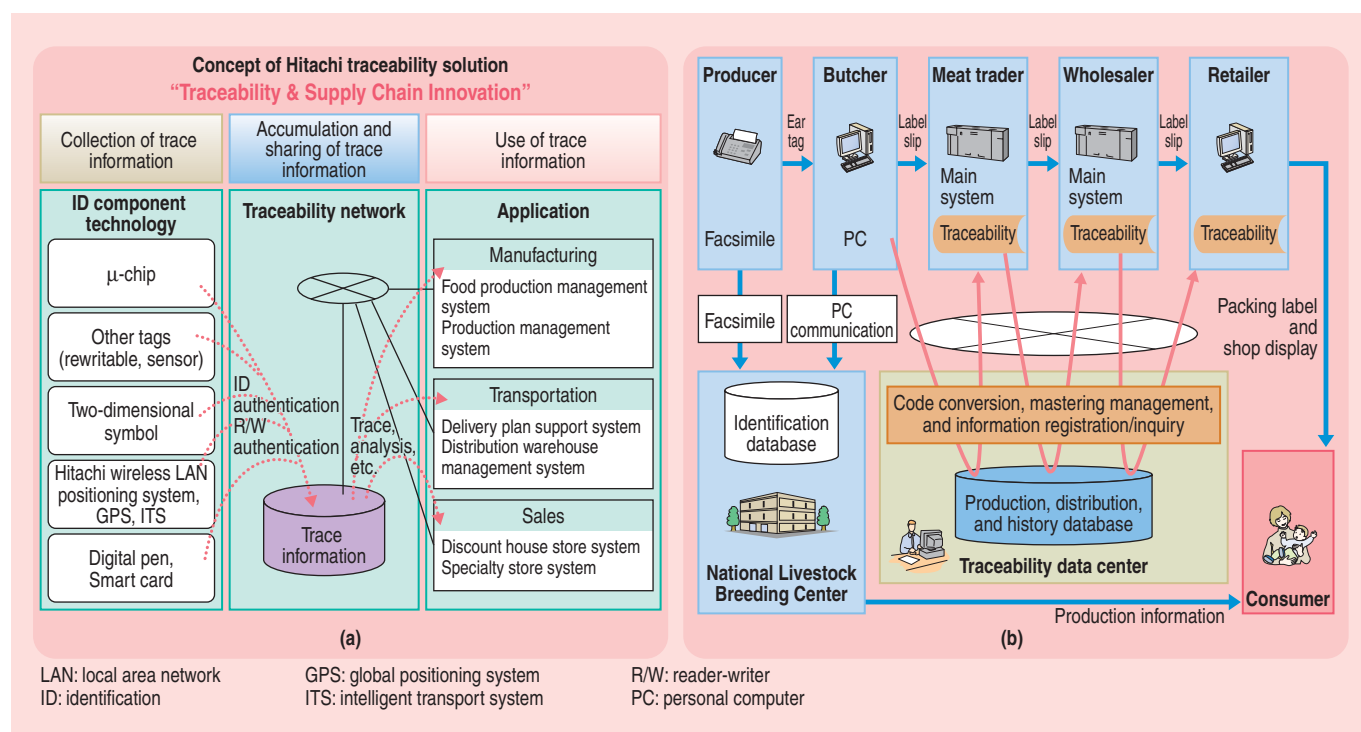 Concept of Hitachi traceability solution
“Traceability & Supply Chain Innovation”
Collection of trace
information
Accumulation and
sharing of trace
information
Use of trace
information
ID component
technology
μ-chip
Other tags
(rewritable, sensor)
Two-dimensional
symbol
Hitachi wireless LAN
positioning system,
GPS, ITS
Digital pen,
Smart card
Traceability network
ID
authentication
R/W
authentication
Trace,
analysis,
etc.
Trace
information
Application
Manufacturing
Food production management
system
Production management
system
Transportation
Delivery plan support system
Distribution warehouse
management system
Sales
Discount house store system
Specialty store system
(a)
Producer
Facsimile
Ear
tag
Butcher
PC
Label
slip
Meat trader
Main
system
Traceability
Label
slip
Wholesaler
Main
system
Traceability
Label
slip
Retailer
Traceability
Facsimile
PC
communication
Packing label
and
shop display
Identification
database
National Livestock
Breeding Center
Code conversion, mastering management,
and information registration/inquiry
Production, distribution,
and history database
Traceability data center
Production information
Consumer
(b)
LAN: local area network
ID: identification
GPS: global positioning system
ITS: intelligent transport system
R/W: reader-writer
PC: personal computer